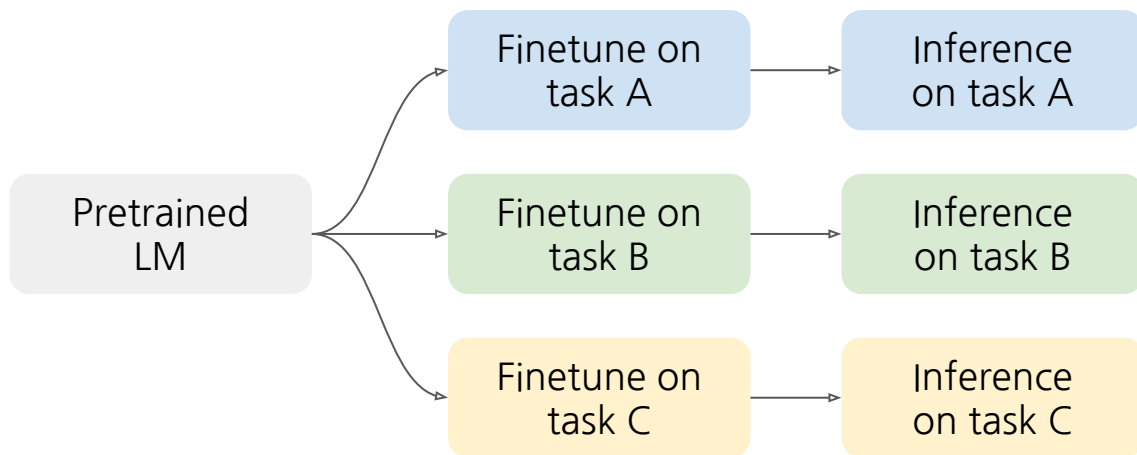 Finetune on
task A
Inference
on task A
Pretrained
LM
Finetune on
task B
Inference
on task B
Finetune on
task C
Inference
on task C